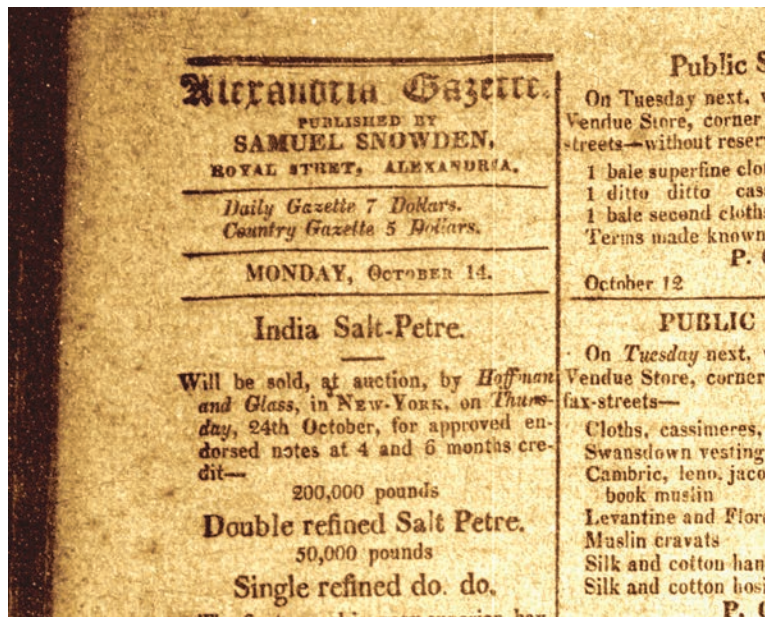 Alexandria Gazette.
PUBLISHED BY
SAMUEL SNOWDEN,
ROYAL STREET, ALEXANDRIA.
Daily Gazette 7 Dollars.
Country Gazette 5 Dollars.
MONDAY, OCTOBER 14.
India Salt-Petre.
Will be sold, at auction, by Hoffman
and Glass, in NEW-YORK, on Thurs-
day, 24th October, for approved en-
dorsed notes at 4 and 6 months cre-
dit—
200,000 pounds
Double refined Salt Petre.
50,000 pounds
Single refined do. do.
Public S
On Tuesday next,
Vendue Store, corner
streets—without reser
1 bale superfine clo
1 ditto ditto cas
1 bale second cloths
Terms made known
P.
October 12
PUBLIC
On Tuesday next,
Vendue Store, corner
fax-streets—
Cloths, cassimeres,
Swansdown vesting
Cambric, leno, jaco
book muslin
Levantine and Flor
Muslin cravats
Silk and cotton han
Silk and cotton hosi
P.